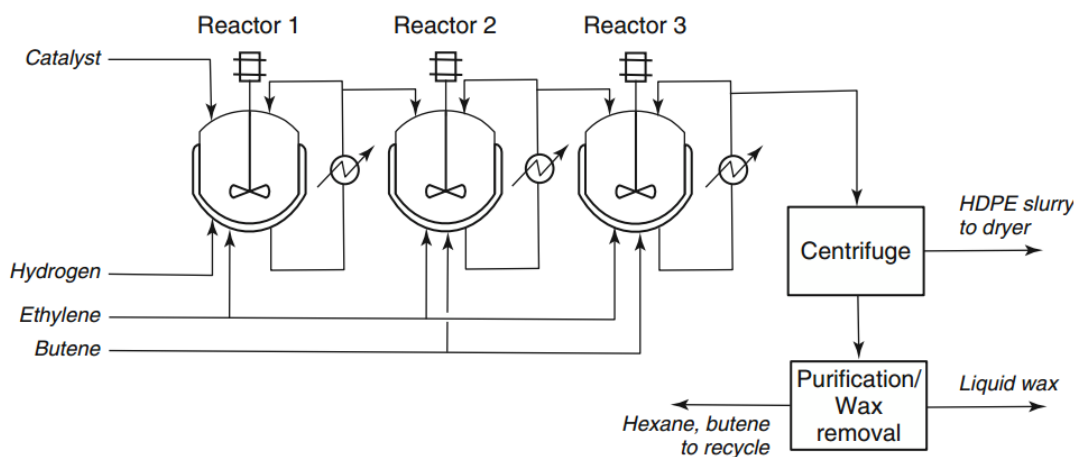 Reactor 1
Reactor 2
Reactor 3
Catalyst
Hydrogen
Ethylene
Butene
Centrifuge
HDPE slurry
to dryer
Purification/
Wax
removal
Liquid wax
Hexane, butene
to recycle